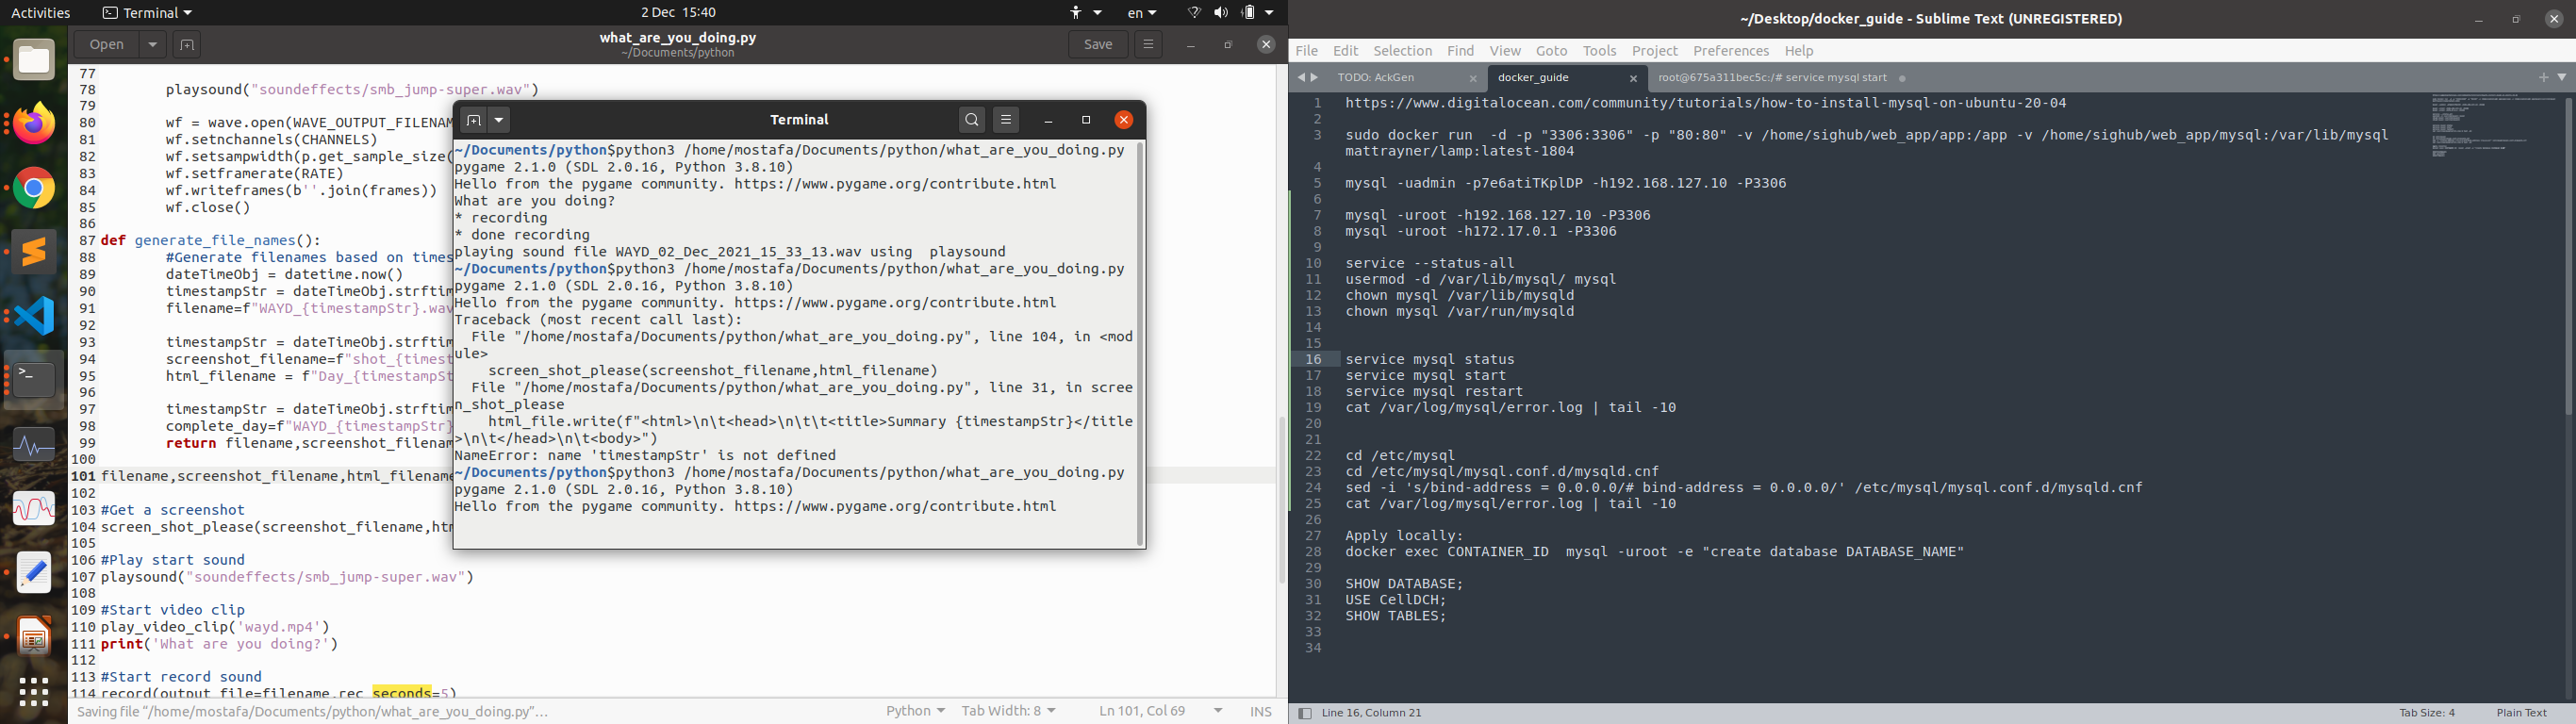 Activities
Terminal
2 Dec 15:40
en
Open
what_are_you_doing.py
~/Documents/python
Save
77
78 playsound("soundeffects/smb_jump-super.wav")
79
80 wf = wave.open(WAVE_OUTPUT_FILENAM
81 wf.setnchannels(CHANNELS)
82 wf.setsampwidth(p.get_sample_size(
83 wf.setframerate(RATE)
84 wf.writeframes(b''.join(frames))
85 wf.close()
86
87 def generate_file_names():
88 #Generate filenames based on times
89 dateTimeObj = datetime.now()
90 timestampStr = dateTimeObj.strftim
91 filename=f"WAYD_{timestampStr}.wav
92
93 timestampStr = dateTimeObj.strftim
94 screenshot_filename=f"shot_{timest
95 html_filename = f"Day_{timestampSt
96
97 timestampStr = dateTimeObj.strftim
98 complete_day=f"WAYD_{timestampStr}
99 return filename,screenshot_filenam
100
101 filename,screenshot_filename,html_filename
102
103 #Get a screenshot
104 screen_shot_please(screenshot_filename,htm
105
106 #Play start sound
107 playsound("soundeffects/smb_jump-super.wav")
108
109 #Start video clip
110 play_video_clip('wayd.mp4')
111 print('What are you doing?')
112
113 #Start record sound
114 record(output_file=filename,rec_seconds=5)
Saving file “/home/mostafa/Documents/python/what_are_you_doing.py”…
Python
Tab Width: 8
Ln 101, Col 69
INS
Terminal
~/Documents/python$python3 /home/mostafa/Documents/python/what_are_you_doing.py
pygame 2.1.0 (SDL 2.0.16, Python 3.8.10)
Hello from the pygame community. https://www.pygame.org/contribute.html
What are you doing?
* recording
* done recording
playing sound file WAYD_02_Dec_2021_15_33_13.wav using  playsound
~/Documents/python$python3 /home/mostafa/Documents/python/what_are_you_doing.py
pygame 2.1.0 (SDL 2.0.16, Python 3.8.10)
Hello from the pygame community. https://www.pygame.org/contribute.html
Traceback (most recent call last):
File "/home/mostafa/Documents/python/what_are_you_doing.py", line 104, in <mod
ule>
screen_shot_please(screenshot_filename,html_filename)
File "/home/mostafa/Documents/python/what_are_you_doing.py", line 31, in scree
n_shot_please
html_file.write(f"<html>\n\t<head>\n\t\t<title>Summary {timestampStr}</title
>\n\t</head>\n\t<body>")
NameError: name 'timestampStr' is not defined
~/Documents/python$python3 /home/mostafa/Documents/python/what_are_you_doing.py
pygame 2.1.0 (SDL 2.0.16, Python 3.8.10)
Hello from the pygame community. https://www.pygame.org/contribute.html
~/Desktop/docker_guide - Sublime Text (UNREGISTERED)
File Edit Selection Find View Goto Tools Project Preferences Help
TODO: AckGen
docker_guide
root@675a311bec5c:/# service mysql start
1 https://www.digitalocean.com/community/tutorials/how-to-install-mysql-on-ubuntu-20-04
2
3 sudo docker run  -d -p "3306:3306" -p "80:80" -v /home/sighub/web_app/app:/app -v /home/sighub/web_app/mysql:/var/lib/mysql
mattrayner/lamp:latest-1804
4
5 mysql -uadmin -p7e6atiTKplDP -h192.168.127.10 -P3306
6
7 mysql -uroot -h192.168.127.10 -P3306
8 mysql -uroot -h172.17.0.1 -P3306
9
10 service --status-all
11 usermod -d /var/lib/mysql/ mysql
12 chown mysql /var/lib/mysqld
13 chown mysql /var/run/mysqld
14
15
16 service mysql status
17 service mysql start
18 service mysql restart
19 cat /var/log/mysql/error.log | tail -10
20
21
22 cd /etc/mysql
23 cd /etc/mysql/mysql.conf.d/mysqld.cnf
24 sed -i 's/bind-address = 0.0.0.0/# bind-address = 0.0.0.0/' /etc/mysql/mysql.conf.d/mysqld.cnf
25 cat /var/log/mysql/error.log | tail -10
26
27 Apply locally:
28 docker exec CONTAINER_ID  mysql -uroot -e "create database DATABASE_NAME"
29
30 SHOW DATABASE;
31 USE CellDCH;
32 SHOW TABLES;
33
34
Line 16, Column 21
Tab Size: 4
Plain Text